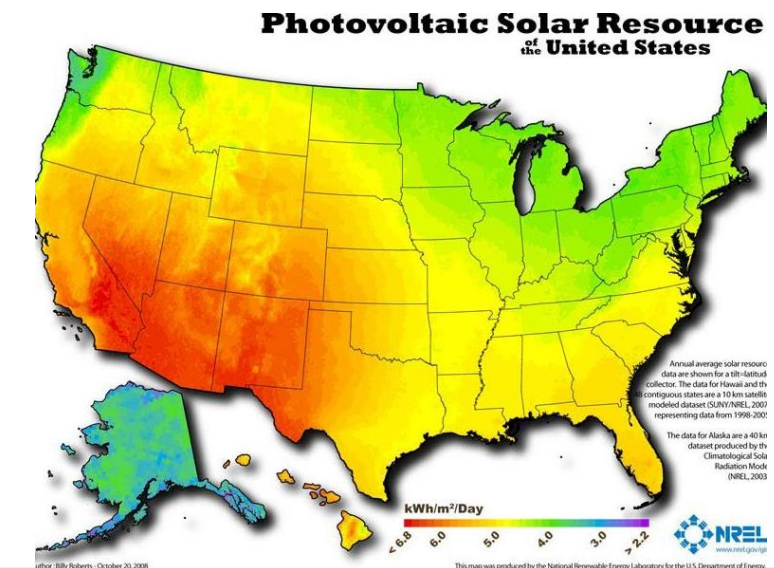 Photovoltaic Solar Resource
of the United States
Annual average solar resource
data are shown for a tilt=latitude
collector. The data for Hawaii and the
48 contiguous states are a 10 km satellite
modeled dataset (SUNY/NREL, 2007)
representing data from 1998-2005
The data for Alaska are a 40 km
dataset produced by the
Climatological Solar
Radiation Model
(NREL, 2003)
kWh/m²/Day
< 6.8 6.0 5.0 4.0 3.0 > 2.2
NREL
www.nrel.gov/gis
uthor : Billy Roberts - October 20, 2008
This map was produced by the National Renewable Energy Laboratory for the U.S. Department of Energy.